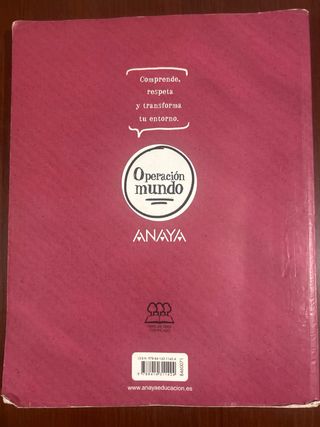 Comprende,
respeta
y transforma
tu entorno.
Operación
mundo
ANAYA
www.anayaeducacion.es